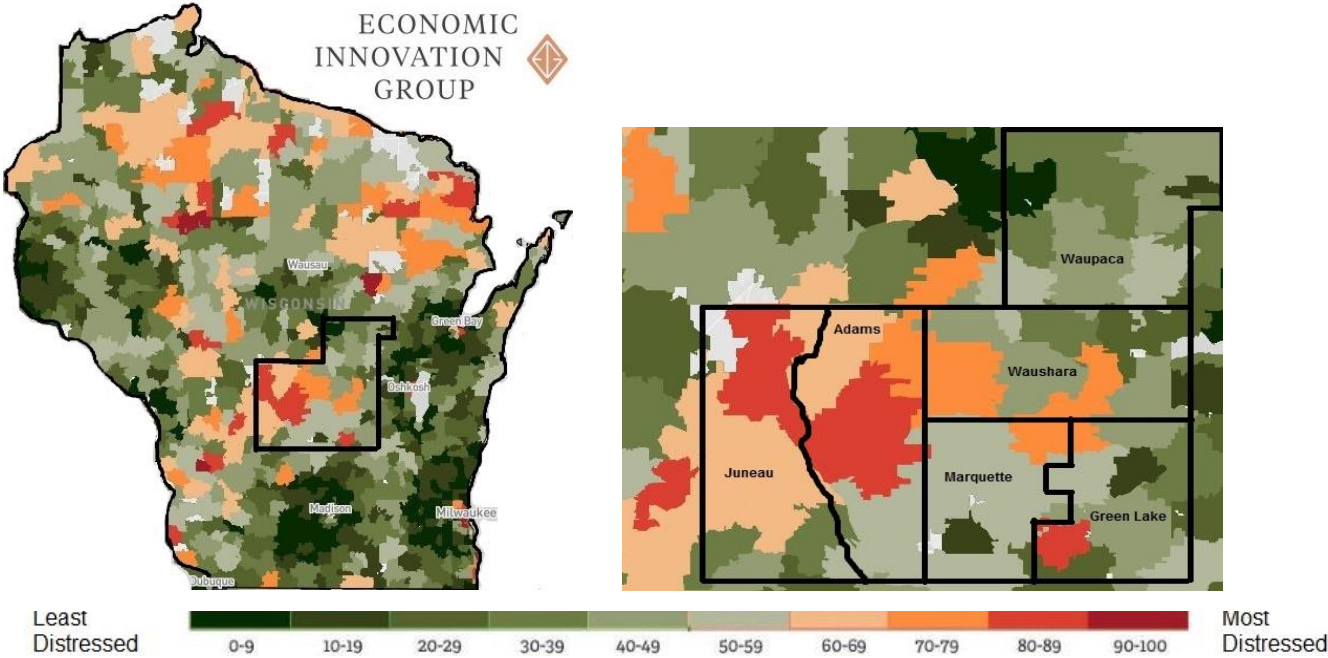 ECONOMIC
INNOVATION
GROUP
Wausau
WISCONSIN
Green Bay
Oshkosh
Madison
Milwaukee
Dubuque
Waupaca
Adams
Waushara
Juneau
Marquette
Green Lake
Least
Distressed
0-9
10-19
20-29
30-39
40-49
50-59
60-69
70-79
80-89
90-100
Most
Distressed